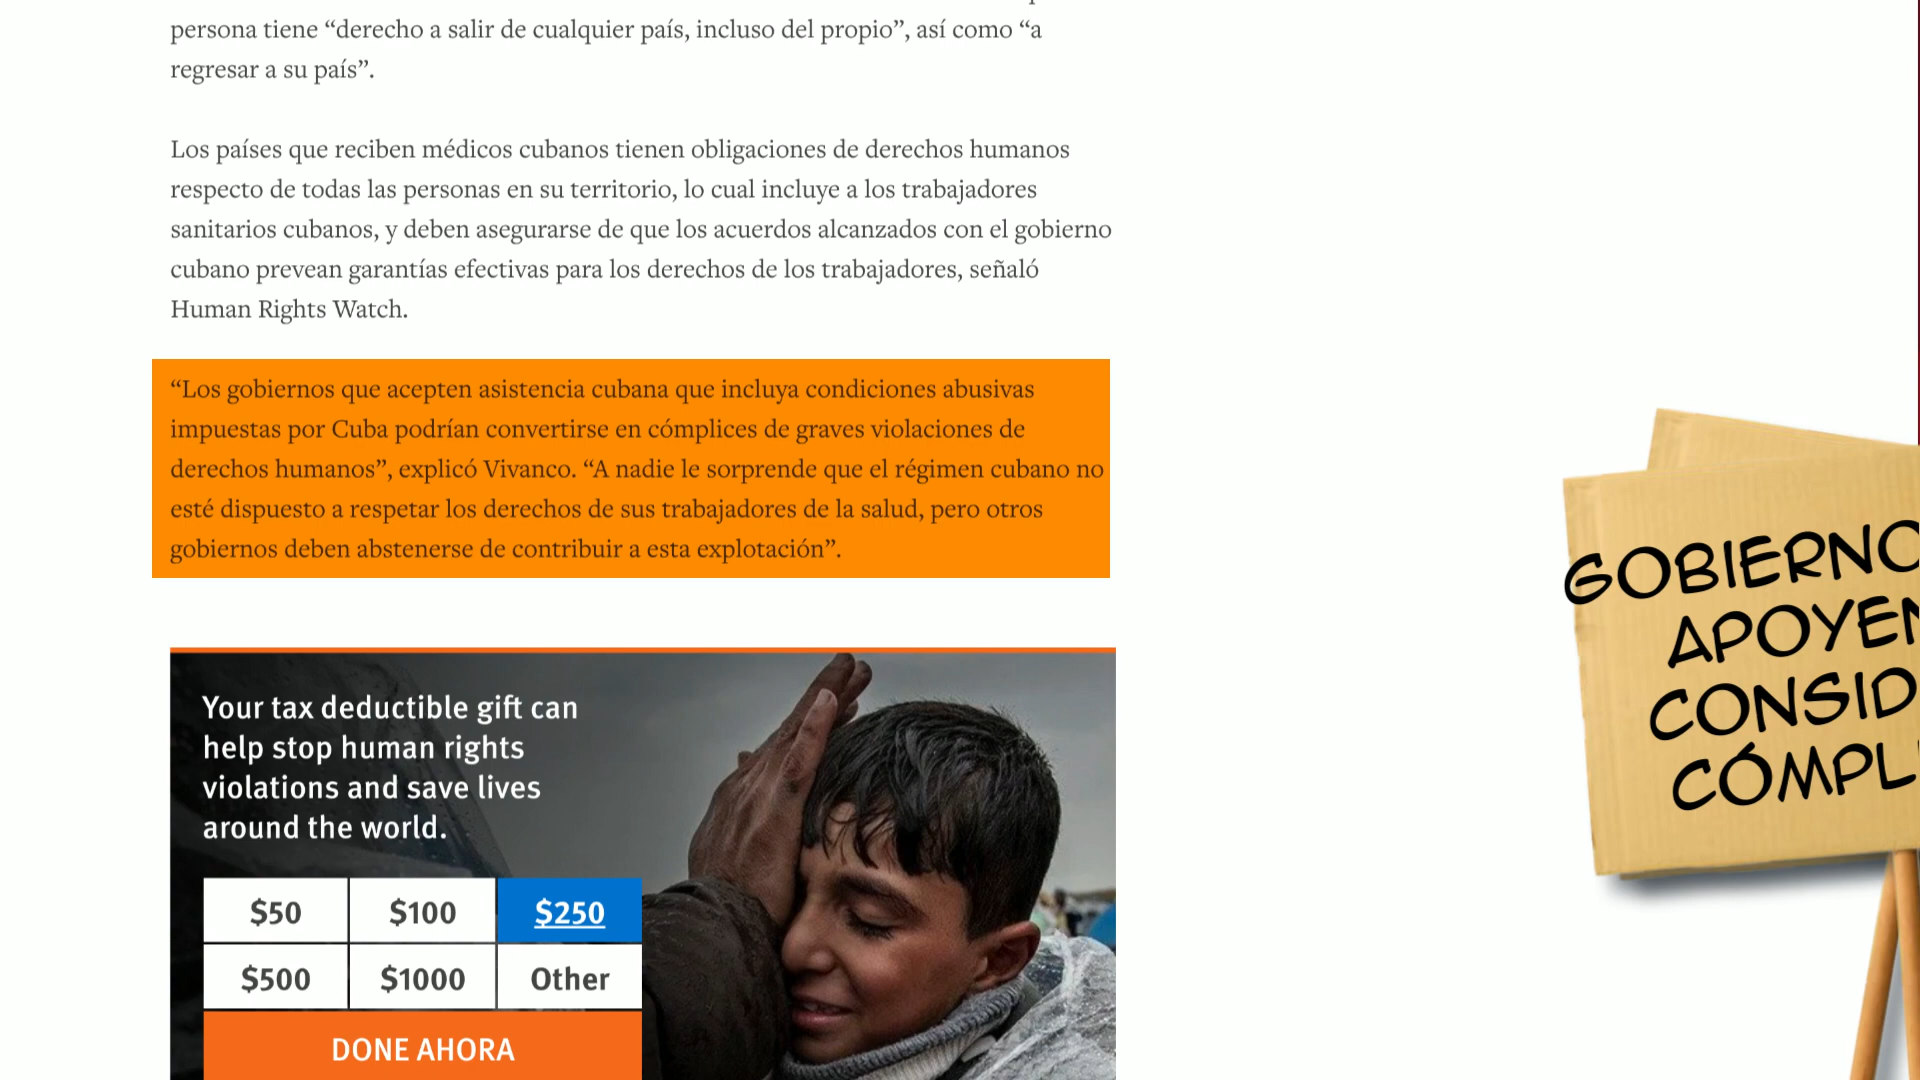 persona tiene “derecho a salir de cualquier país, incluso del propio”, así como “a
regresar a su país”.
Los países que reciben médicos cubanos tienen obligaciones de derechos humanos
respecto de todas las personas en su territorio, lo cual incluye a los trabajadores
sanitarios cubanos, y deben asegurarse de que los acuerdos alcanzados con el gobierno
cubano prevean garantías efectivas para los derechos de los trabajadores, señaló
Human Rights Watch.
“Los gobiernos que acepten asistencia cubana que incluya condiciones abusivas
impuestas por Cuba podrían convertirse en cómplices de graves violaciones de
derechos humanos”, explicó Vivanco. “A nadie le sorprende que el régimen cubano no
esté dispuesto a respetar los derechos de sus trabajadores de la salud, pero otros
gobiernos deben abstenerse de contribuir a esta explotación”.
Your tax deductible gift can
help stop human rights
violations and save lives
around the world.
$50 $100 $250
$500 $1000 Other
DONE AHORA
GOBIERNO
APOYEN
CONSID
CÓMPL